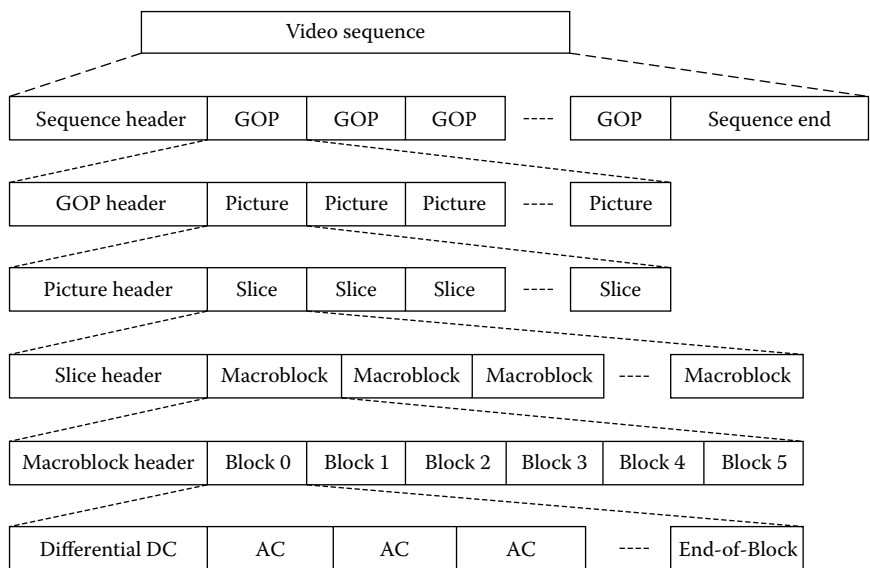 Video sequence
Sequence header GOP GOP GOP ---- GOP Sequence end
GOP header Picture Picture Picture ---- Picture
Picture header Slice Slice Slice ---- Slice
Slice header Macroblock Macroblock Macroblock ---- Macroblock
Macroblock header Block 0 Block 1 Block 2 Block 3 Block 4 Block 5
Differential DC AC AC AC ---- End-of-Block